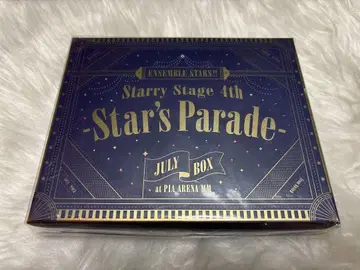 ENSEMBLE STARS!!
Starry Stage 4th
-Star's Parade-
JULY BOX
at PIA ARENA MM